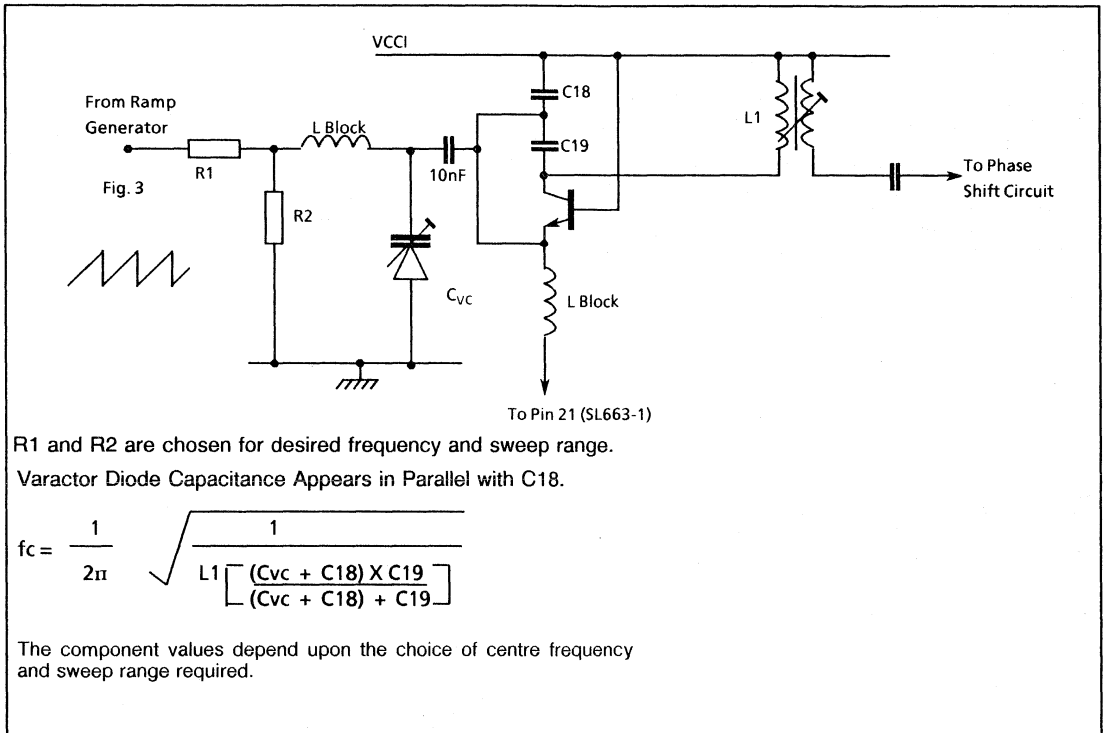 VCCI
C18
From Ramp
Generator
L Block
L1
C19
R1
10nF
To Phase
Shift Circuit
Fig. 3
R2
CVC
L Block
To Pin 21 (SL663-1)
R1 and R2 are chosen for desired frequency and sweep range.
Varactor Diode Capacitance Appears in Parallel with C18.
fc = 1 / 2π √ 1 / L1 [ (Cvc + C18) X C19 / (Cvc + C18) + C19 ]
The component values depend upon the choice of centre frequency
and sweep range required.